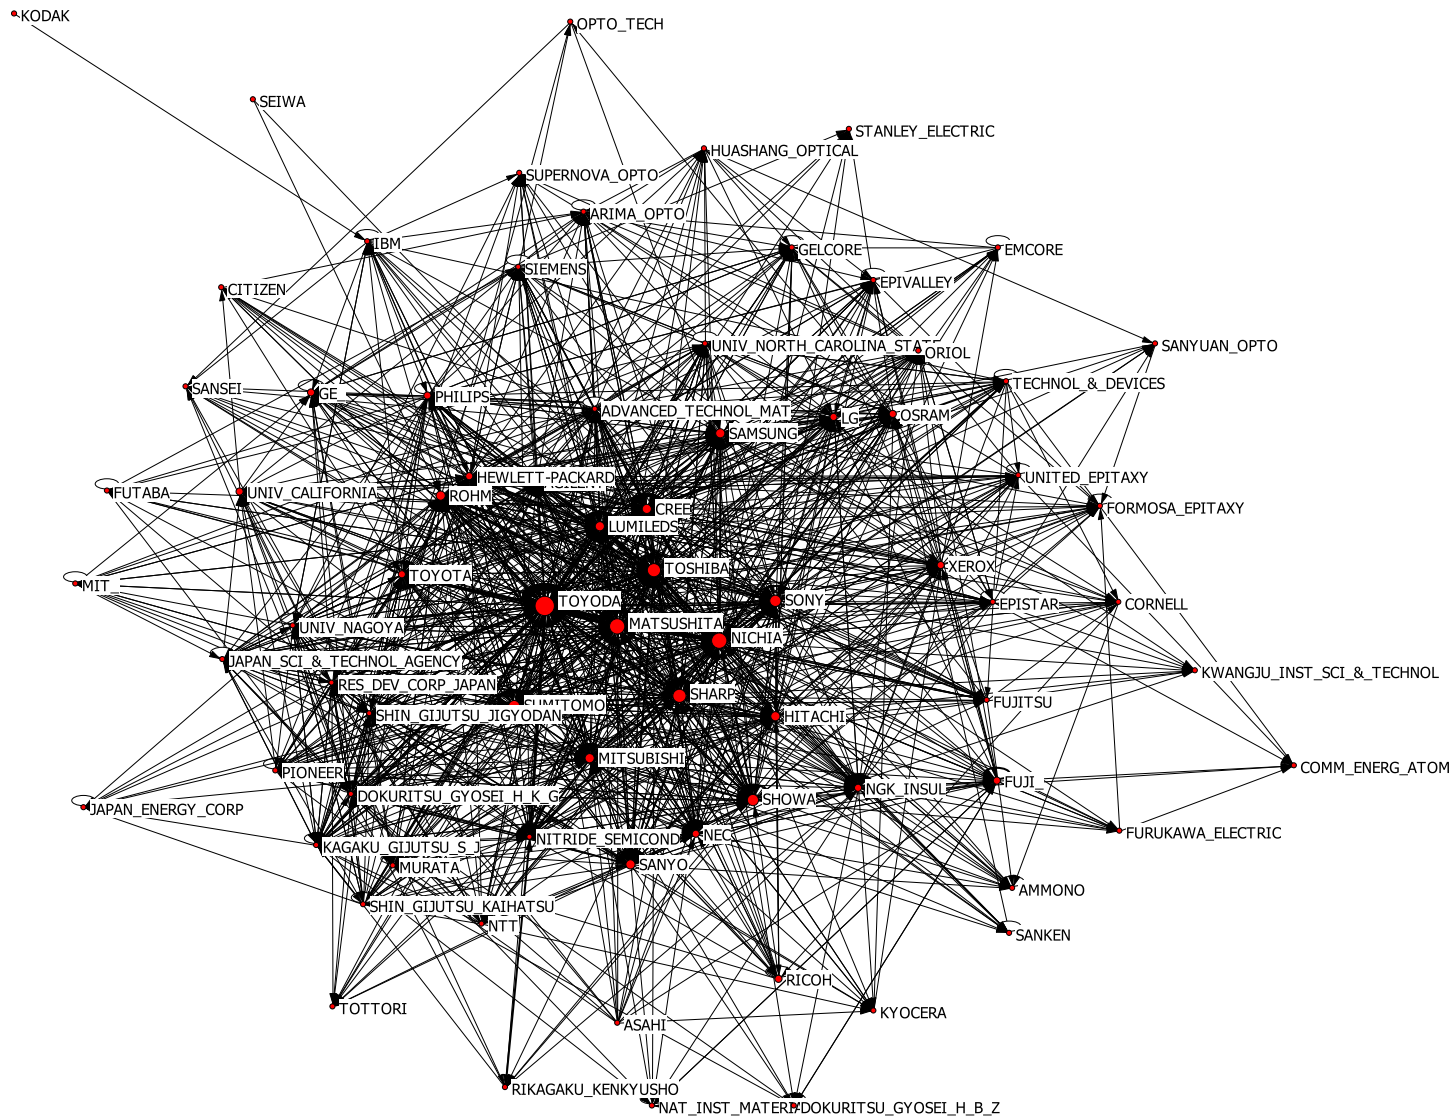 KODAK
OPTO_TECH
SEIWA
STANLEY_ELECTRIC
HUASHANG_OPTICAL
SUPERNOVA_OPTO
ARIMA_OPTO
IBM
GELCORE
EMCORE
SIEMENS
EPIVALLEY
CITIZEN
UNIV_NORTH_CAROLINA_STATE
SANYUAN_OPTO
ORIOL
TECHNOL_&_DEVICES
SANSEI
GE_
PHILIPS
ADVANCED_TECHNOL_MAT
LG
OSRAM
SAMSUNG
HEWLETT-PACKARD
UNITED_EPITAXY
FUTABA
UNIV_CALIFORNIA
ROHM
CREE
FORMOSA_EPITAXY
LUMILEDS
XEROX
TOSHIBA
TOYOTA
MIT_
TOYODA
SONY
EPISTAR
CORNELL
MATSUSHITA
UNIV_NAGOYA
NICHIA
JAPAN_SCI_&_TECHNOL_AGENCY
KWANGJU_INST_SCI_&_TECHNOL
RES_DEV_CORP_JAPAN
SHARP
FUJITSU
SUMITOMO
SHIN_GIJUTSU_JIGYODAN
HITACHI
MITSUBISHI
COMM_ENERG_ATOM
PIONEER
FUJI_
NGK_INSUL
DOKURITSU_GYOSEI_H_K_G
SHOWA
JAPAN_ENERGY_CORP
FURUKAWA_ELECTRIC
NITRIDE_SEMICOND
NEC
KAGAKU_GIJUTSU_S_J
MURATA
SANYO
AMMONO
SHIN_GIJUTSU_KAIHATSU
NTT
SANKEN
RICOH
TOTTORI
KYOCERA
ASAHI
RIKAGAKU_KENKYUSHO
NAT_INST_MATERI
DOKURITSU_GYOSEI_H_B_Z